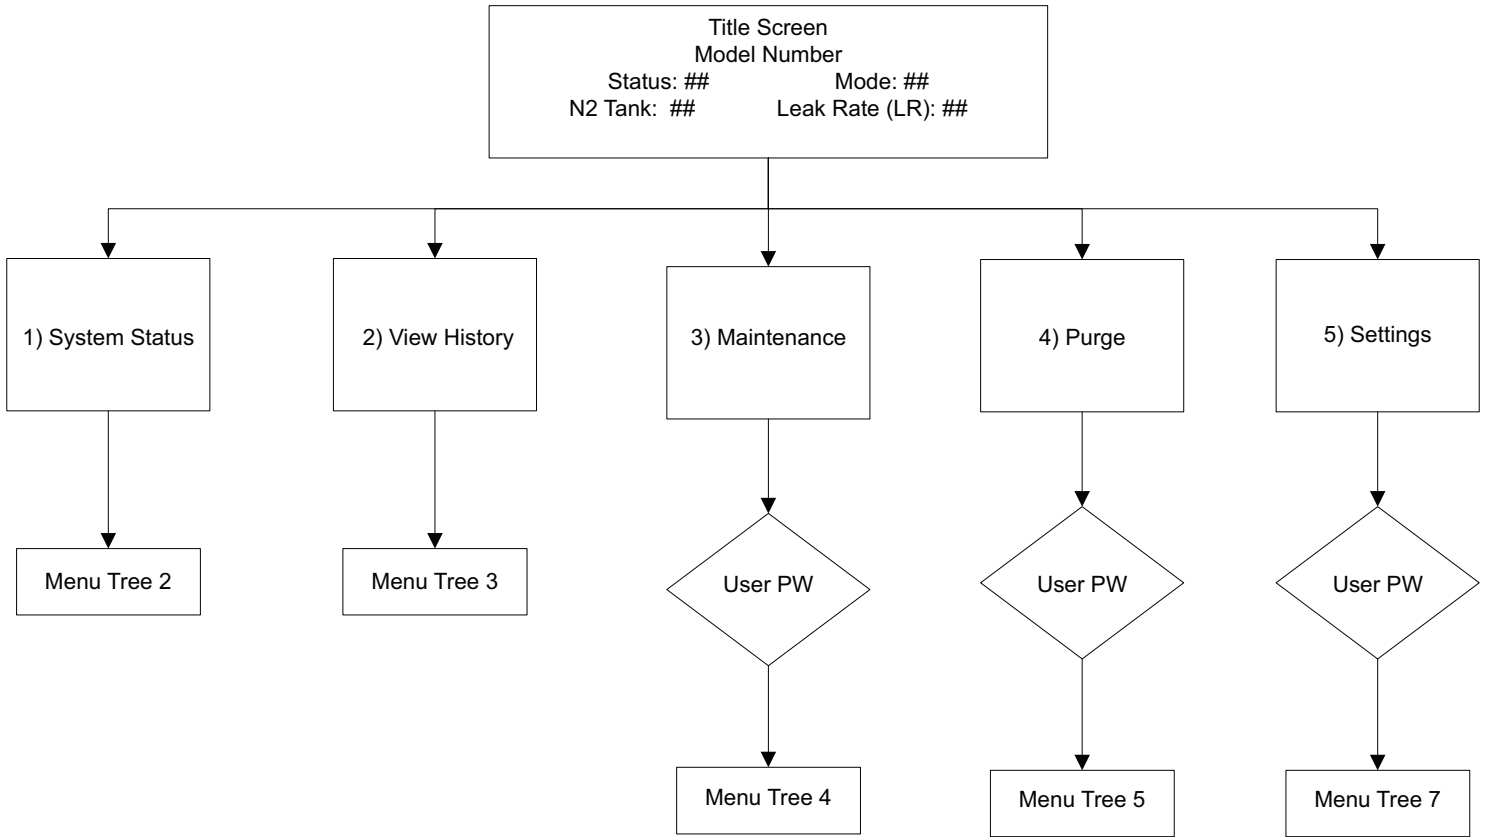 Title Screen
Model Number
Status: ## Mode: ##
N2 Tank: ## Leak Rate (LR): ##
1) System Status
2) View History
3) Maintenance
4) Purge
5) Settings
Menu Tree 2
Menu Tree 3
User PW
User PW
User PW
Menu Tree 4
Menu Tree 5
Menu Tree 7